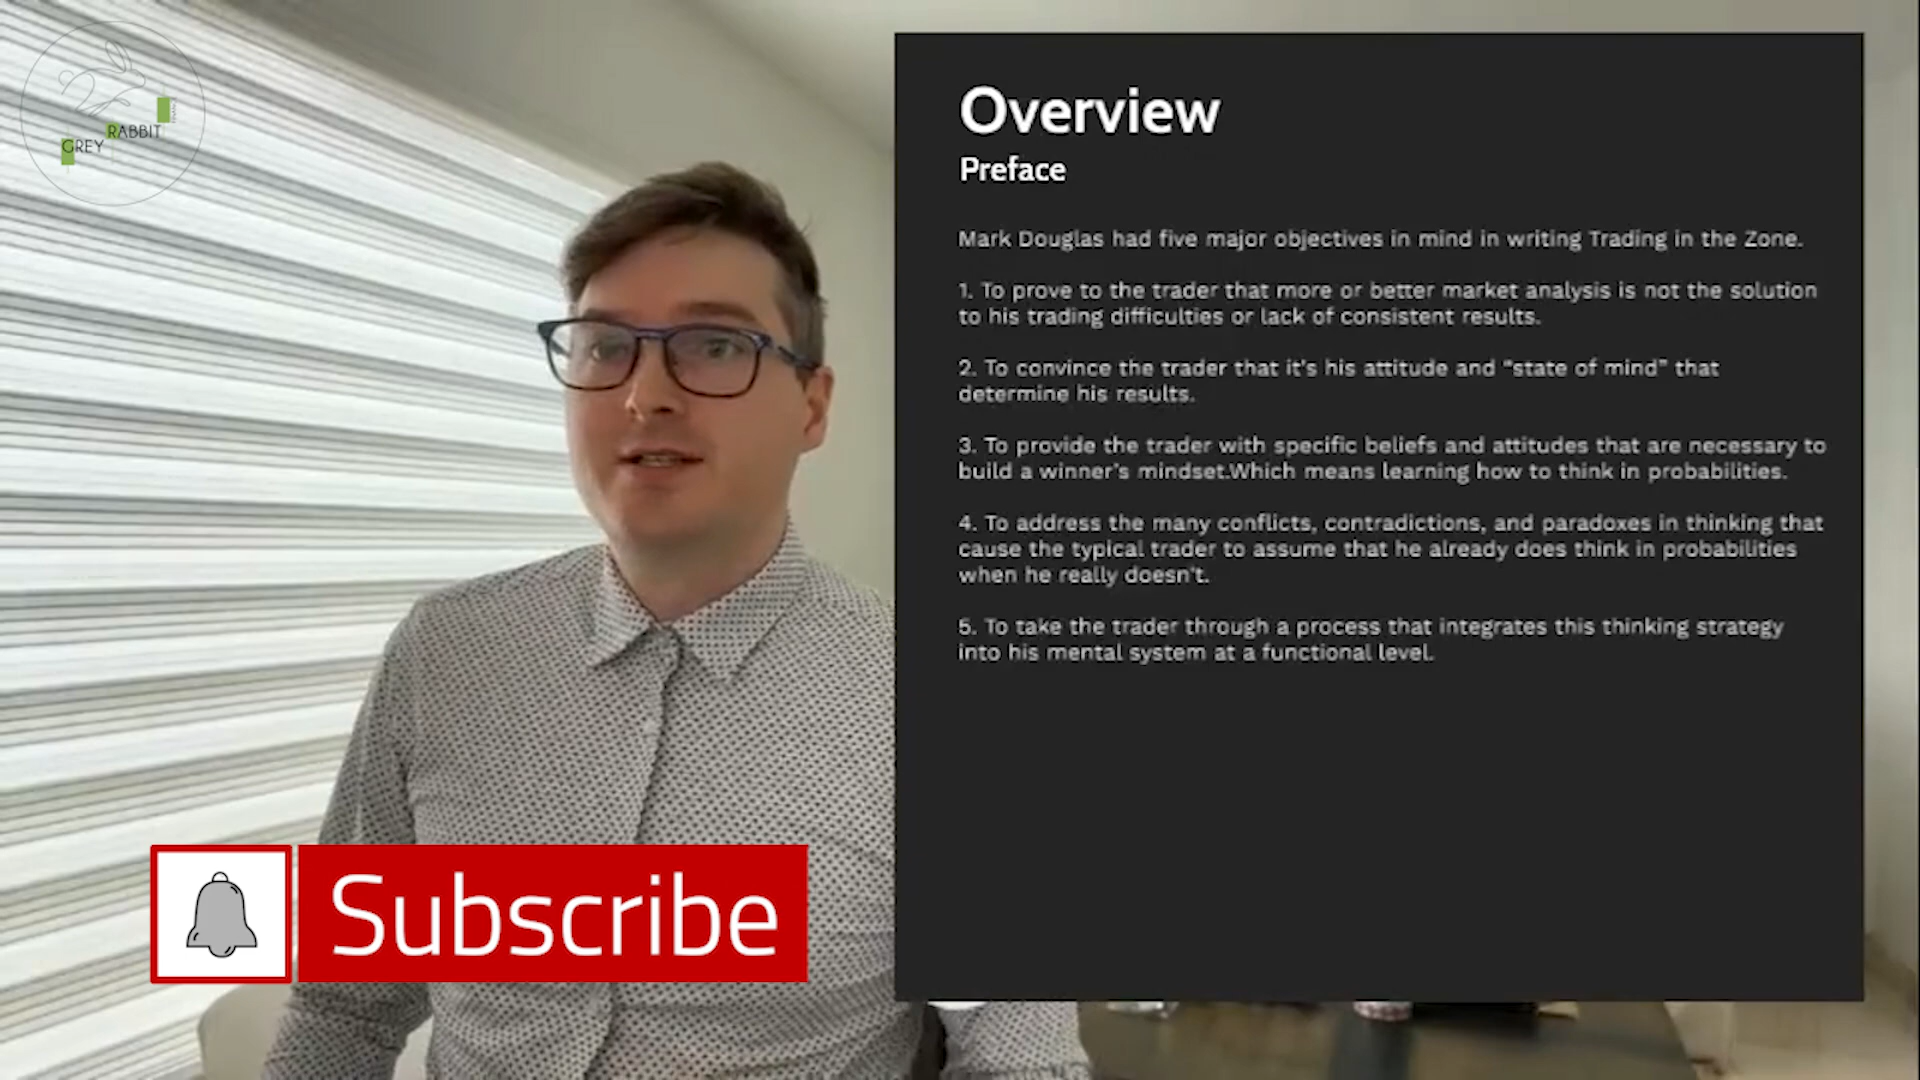 GREY RABBIT
Overview
Preface
Mark Douglas had five major objectives in mind in writing Trading in the Zone.
1. To prove to the trader that more or better market analysis is not the solution
to his trading difficulties or lack of consistent results.
2. To convince the trader that it's his attitude and "state of mind" that
determine his results.
3. To provide the trader with specific beliefs and attitudes that are necessary to
build a winner's mindset.Which means learning how to think in probabilities.
4. To address the many conflicts, contradictions, and paradoxes in thinking that
cause the typical trader to assume that he already does think in probabilities
when he really doesn't.
5. To take the trader through a process that integrates this thinking strategy
into his mental system at a functional level.
Subscribe